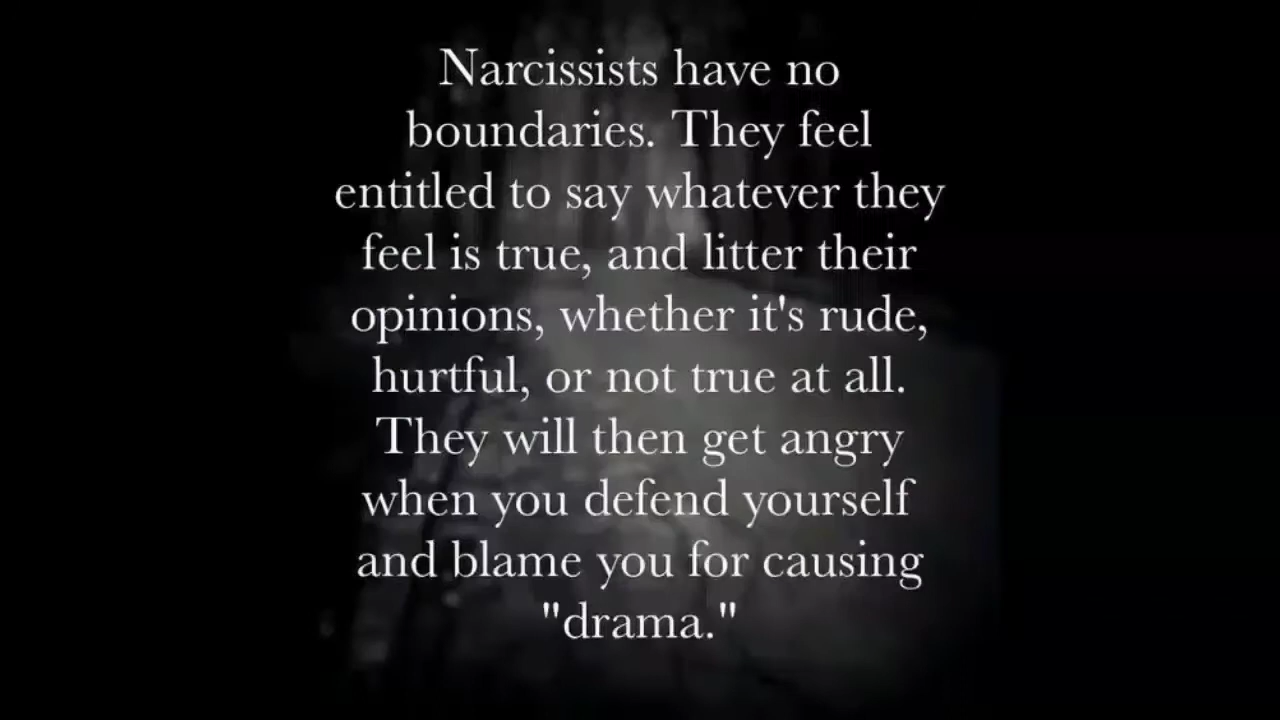 Narcissists have no
boundaries. They feel
entitled to say whatever they
feel is true, and litter their
opinions, whether it's rude,
hurtful, or not true at all.
They will then get angry
when you defend yourself
and blame you for causing
"drama."